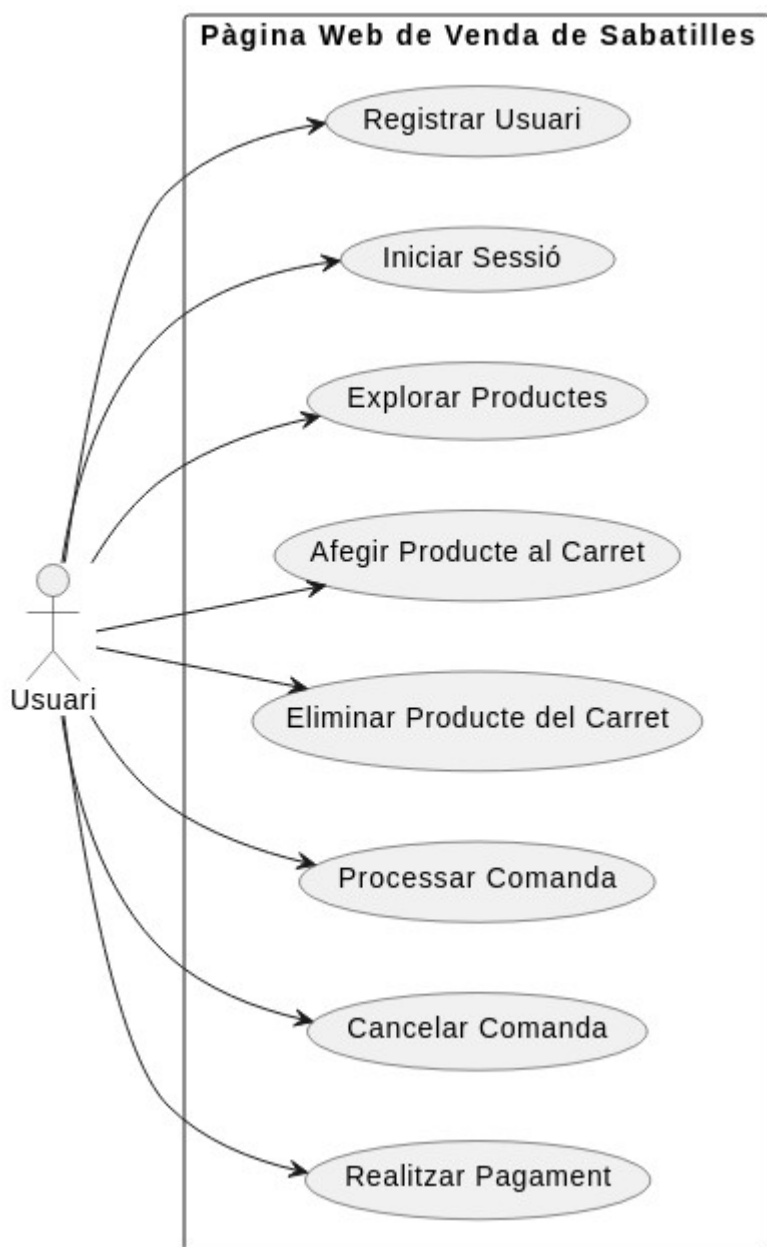 Pàgina Web de Venda de Sabatilles
Registrar Usuari
Iniciar Sessió
Explorar Productes
Afegir Producte al Carret
Usuari
Eliminar Producte del Carret
Processar Comanda
Cancelar Comanda
Realitzar Pagament